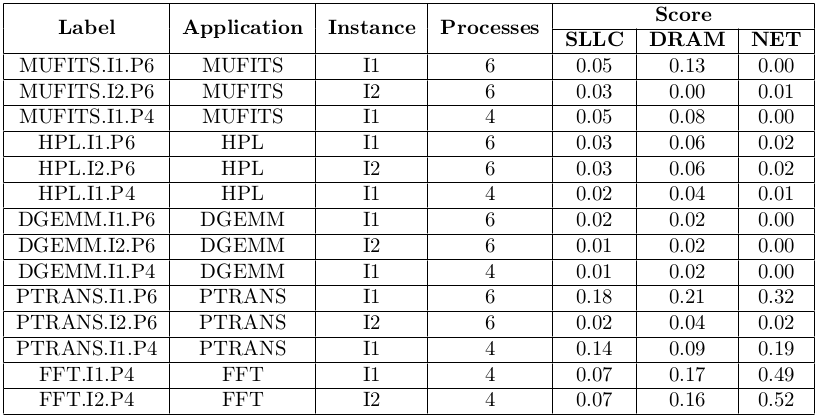 Label Application Instance Processes Score
SLLC DRAM NET
MUFITS.I1.P6 MUFITS I1 6 0.05 0.13 0.00
MUFITS.I2.P6 MUFITS I2 6 0.03 0.00 0.01
MUFITS.I1.P4 MUFITS I1 4 0.05 0.08 0.00
HPL.I1.P6 HPL I1 6 0.03 0.06 0.02
HPL.I2.P6 HPL I2 6 0.03 0.06 0.02
HPL.I1.P4 HPL I1 4 0.02 0.04 0.01
DGEMM.I1.P6 DGEMM I1 6 0.02 0.02 0.00
DGEMM.I2.P6 DGEMM I2 6 0.01 0.02 0.00
DGEMM.I1.P4 DGEMM I1 4 0.01 0.02 0.00
PTRANS.I1.P6 PTRANS I1 6 0.18 0.21 0.32
PTRANS.I2.P6 PTRANS I2 6 0.02 0.04 0.02
PTRANS.I1.P4 PTRANS I1 4 0.14 0.09 0.19
FFT.I1.P4 FFT I1 4 0.07 0.17 0.49
FFT.I2.P4 FFT I2 4 0.07 0.16 0.52